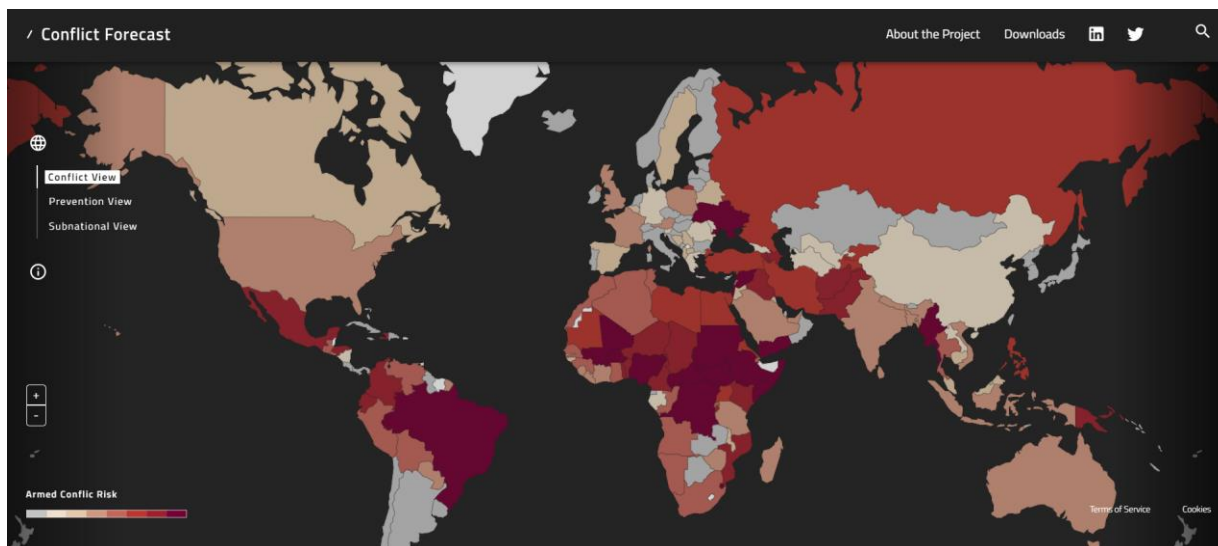 / Conflict Forecast
About the Project
Downloads
in
Conflict View
Prevention View
Subnational View
i
+
-
Armed Conflic Risk
Terms of Service
Cookies